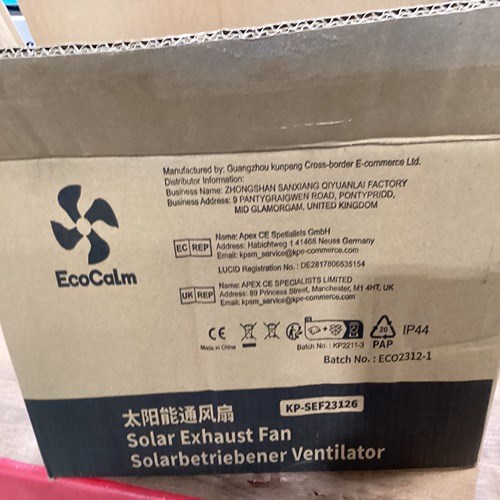 Manufactured by: Guangzhou kunpeng Cross-border E-commerce Ltd.
Distributor Information:
Business Name: ZHONGSHAN SANXIANG QIYUANLAI FACTORY
Business Address: 9 PANTYGRAIGWEN ROAD, PONTYPRIDD,
MID GLAMORGAM, UNITED KINGDOM
EcoCalm
EC REP
Name: Apex CE Spetialists GmbH
Address: Habichtweg 1 41468 Neuss Germany
Email: kpsm_service@kpe-commerce.com
LUCID Registration No. : DE2817806535154
UK REP
Name: APEX CE SPECIALISTS LIMITED
Address: 89 Princess Street, Manchester, M1 4HT, UK
Email: kpsm_service@kpe-commerce.com
CE
20
IP44
Made in China
Batch No. : KP2211-3
PAP
Batch No. : ECO2312-1
太阳能通风扇
KP-SEF23126
Solar Exhaust Fan
Solarbetriebener Ventilator